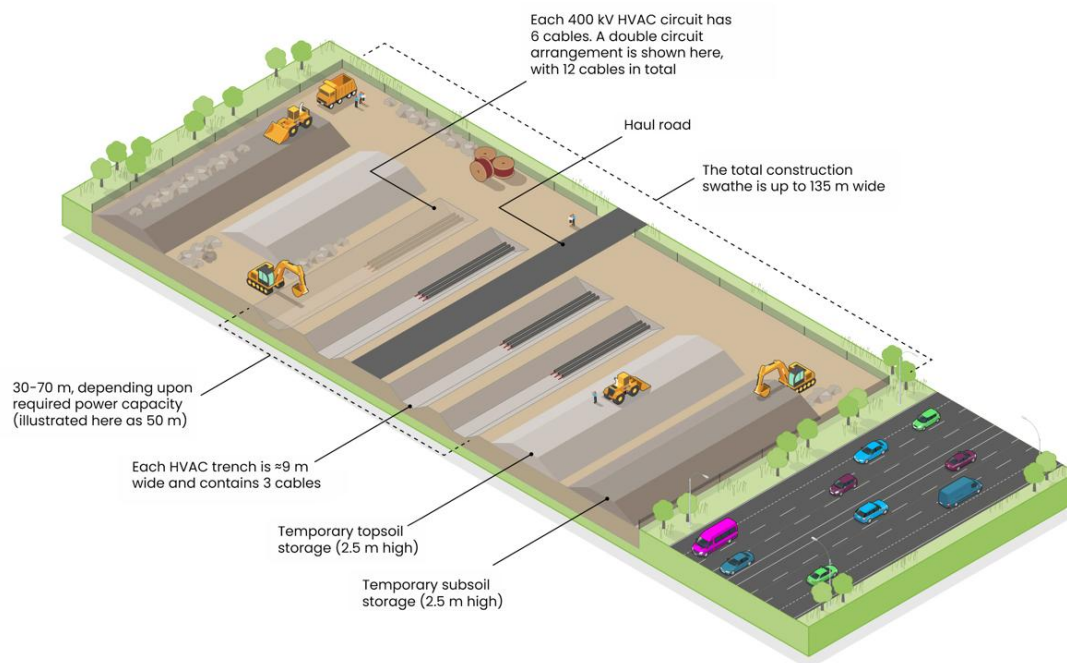 Each 400 kV HVAC circuit has
6 cables. A double circuit
arrangement is shown here,
with 12 cables in total
Haul road
The total construction
swathe is up to 135 m wide
30-70 m, depending upon
required power capacity
(illustrated here as 50 m)
Each HVAC trench is ≈9 m
wide and contains 3 cables
Temporary topsoil
storage (2.5 m high)
Temporary subsoil
storage (2.5 m high)